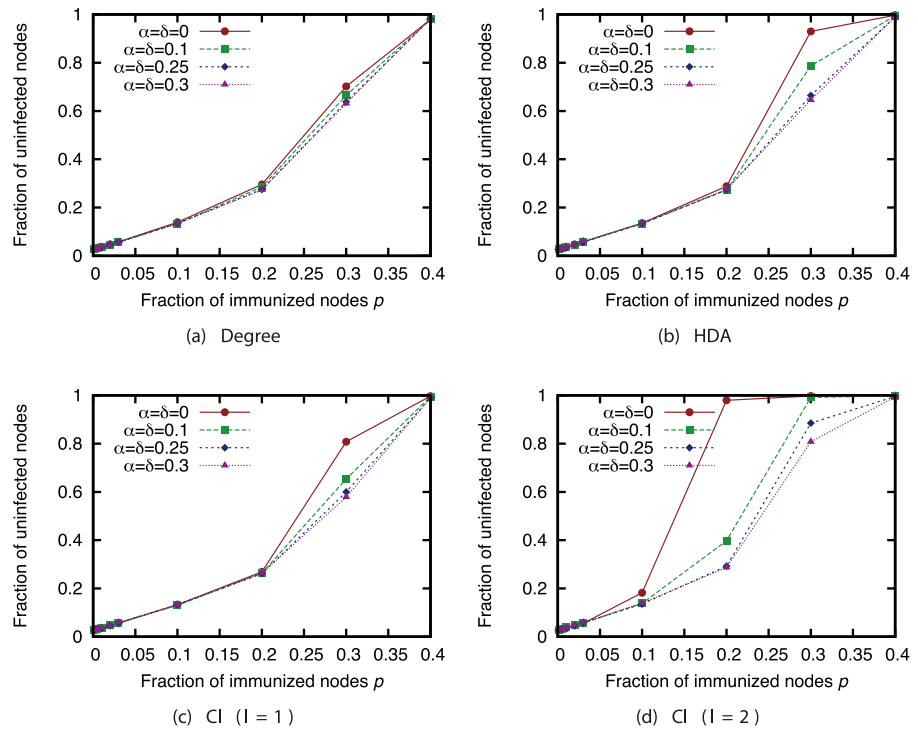 Fraction of uninfected nodes
1
0.8
0.6
0.4
0.2
0
α=δ=0
α=δ=0.1
α=δ=0.25
α=δ=0.3
0 0.05 0.1 0.15 0.2 0.25 0.3 0.35 0.4
Fraction of immunized nodes p
(a) Degree
Fraction of uninfected nodes
1
0.8
0.6
0.4
0.2
0
α=δ=0
α=δ=0.1
α=δ=0.25
α=δ=0.3
0 0.05 0.1 0.15 0.2 0.25 0.3 0.35 0.4
Fraction of immunized nodes p
(b) HDA
Fraction of uninfected nodes
1
0.8
0.6
0.4
0.2
0
α=δ=0
α=δ=0.1
α=δ=0.25
α=δ=0.3
0 0.05 0.1 0.15 0.2 0.25 0.3 0.35 0.4
Fraction of immunized nodes p
(c) CI ( l = 1 )
Fraction of uninfected nodes
1
0.8
0.6
0.4
0.2
0
α=δ=0
α=δ=0.1
α=δ=0.25
α=δ=0.3
0 0.05 0.1 0.15 0.2 0.25 0.3 0.35 0.4
Fraction of immunized nodes p
(d) CI ( l = 2 )